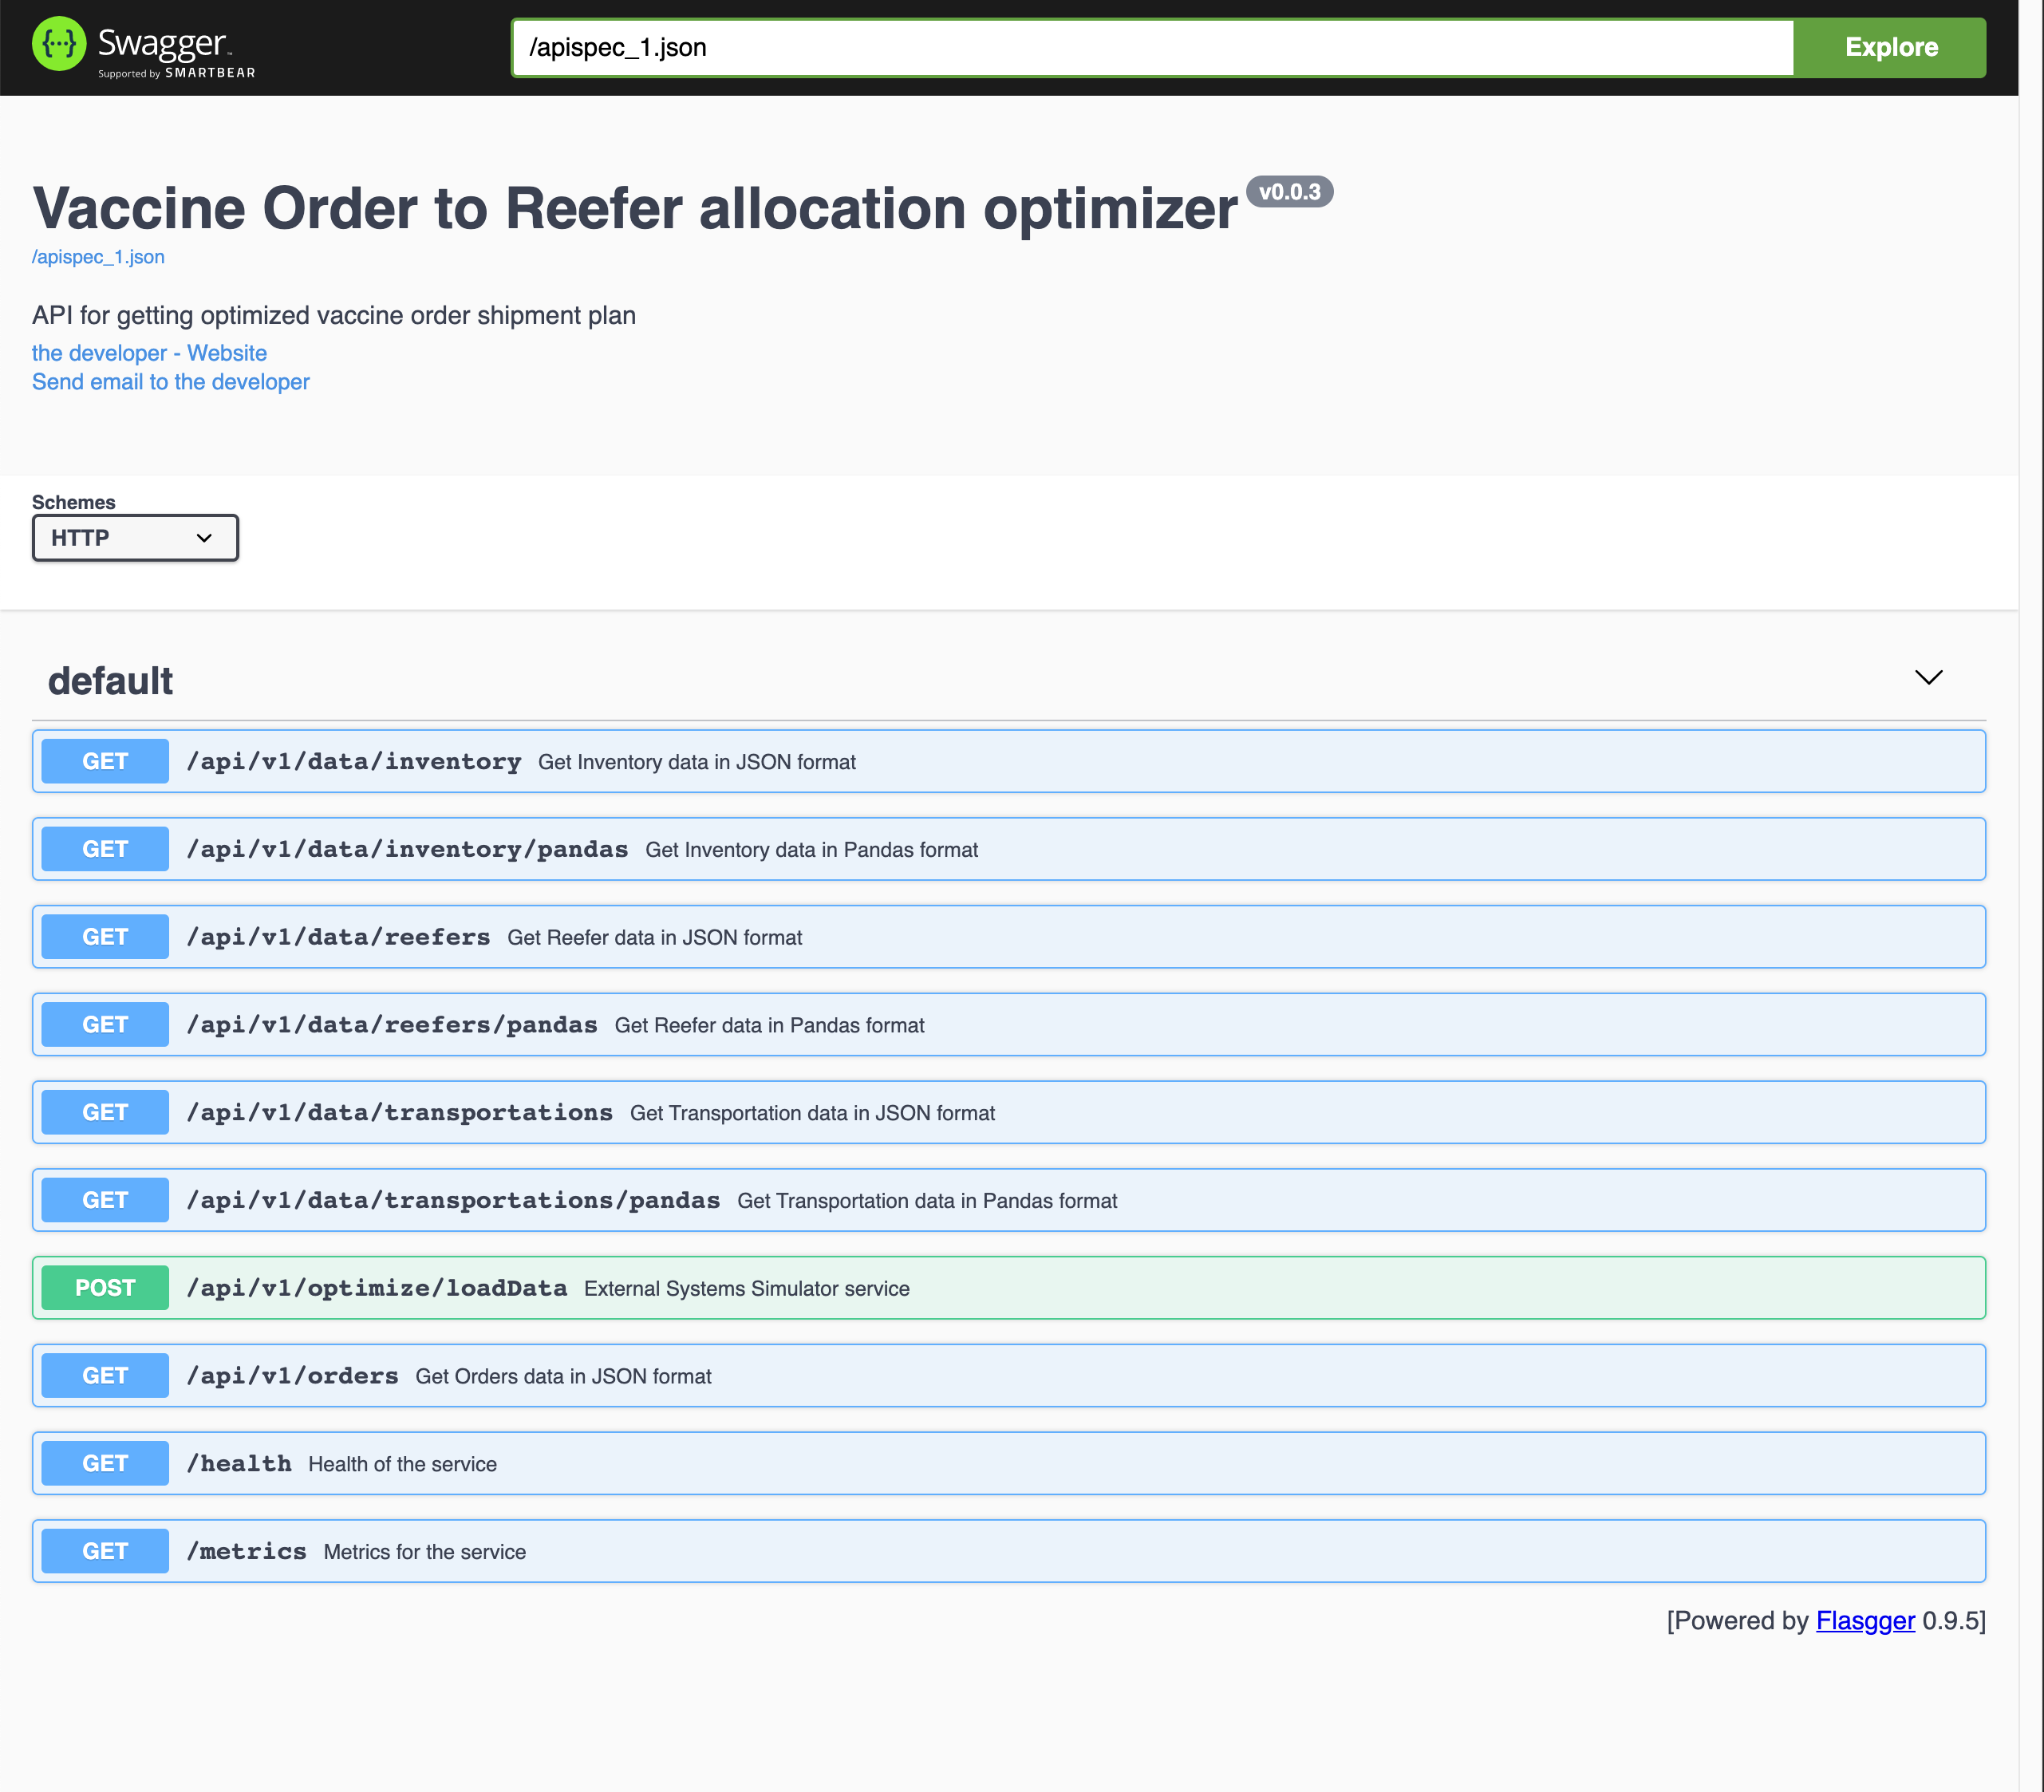 Swagger™
Supported by SMARTBEAR
/apispec_1.json
Explore
Vaccine Order to Reefer allocation optimizer v0.0.3
/apispec_1.json
API for getting optimized vaccine order shipment plan
the developer - Website
Send email to the developer
Schemes
HTTP
default
GET /api/v1/data/inventory Get Inventory data in JSON format
GET /api/v1/data/inventory/pandas Get Inventory data in Pandas format
GET /api/v1/data/reefers Get Reefer data in JSON format
GET /api/v1/data/reefers/pandas Get Reefer data in Pandas format
GET /api/v1/data/transportations Get Transportation data in JSON format
GET /api/v1/data/transportations/pandas Get Transportation data in Pandas format
POST /api/v1/optimize/loadData External Systems Simulator service
GET /api/v1/orders Get Orders data in JSON format
GET /health Health of the service
GET /metrics Metrics for the service
[Powered by Flasgger 0.9.5]